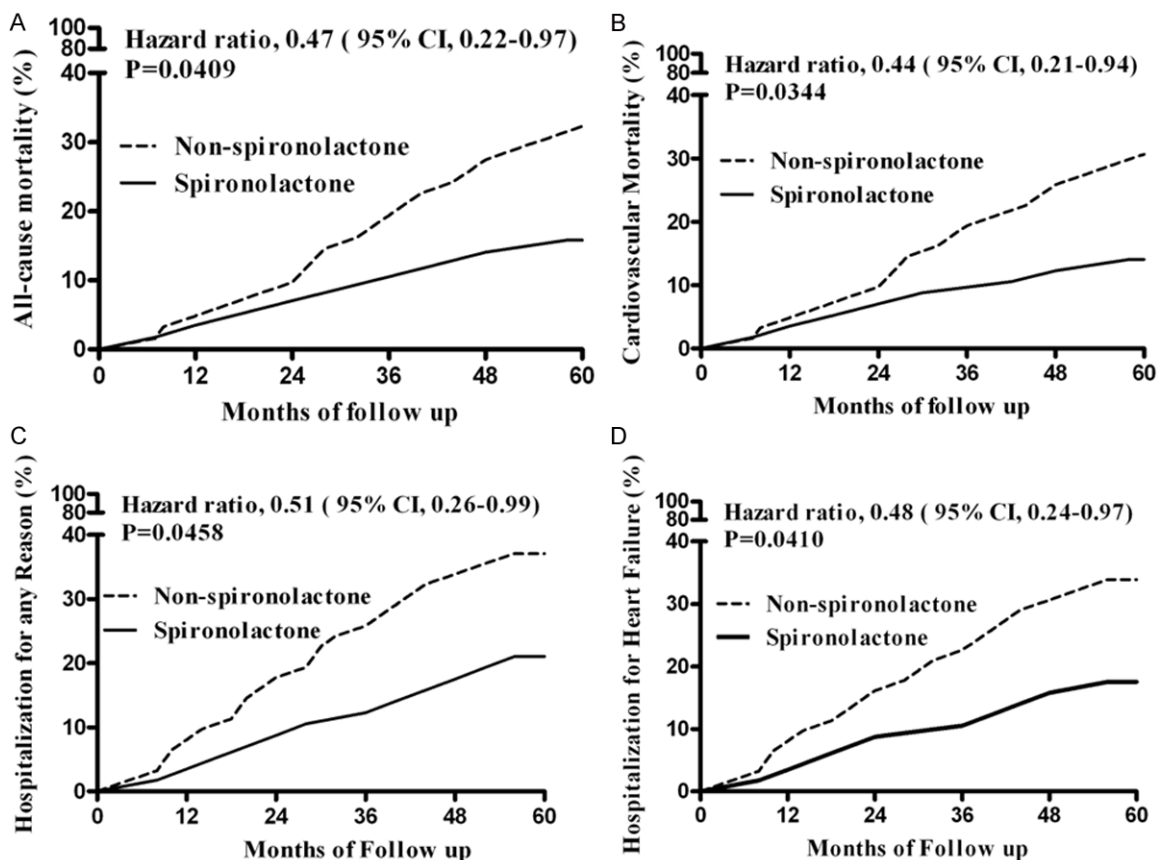 A
All-cause mortality (%)
100
80
40
30
20
10
0
Hazard ratio, 0.47 ( 95% CI, 0.22-0.97)
P=0.0409
Non-spironolactone
Spironolactone
0 12 24 36 48 60
Months of follow up
B
Cardiovascular Mortality (%)
100
80
40
30
20
10
0
Hazard ratio, 0.44 ( 95% CI, 0.21-0.94)
P=0.0344
Non-spironolactone
Spironolactone
0 12 24 36 48 60
Months of follow up
C
Hospitalization for any Reason (%)
100
80
40
30
20
10
0
Hazard ratio, 0.51 ( 95% CI, 0.26-0.99)
P=0.0458
Non-spironolactone
Spironolactone
0 12 24 36 48 60
Months of Follow up
D
Hospitalization for Heart Failure (%)
100
80
40
30
20
10
0
Hazard ratio, 0.48 ( 95% CI, 0.24-0.97)
P=0.0410
Non-spironolactone
Spironolactone
0 12 24 36 48 60
Months of Follow up